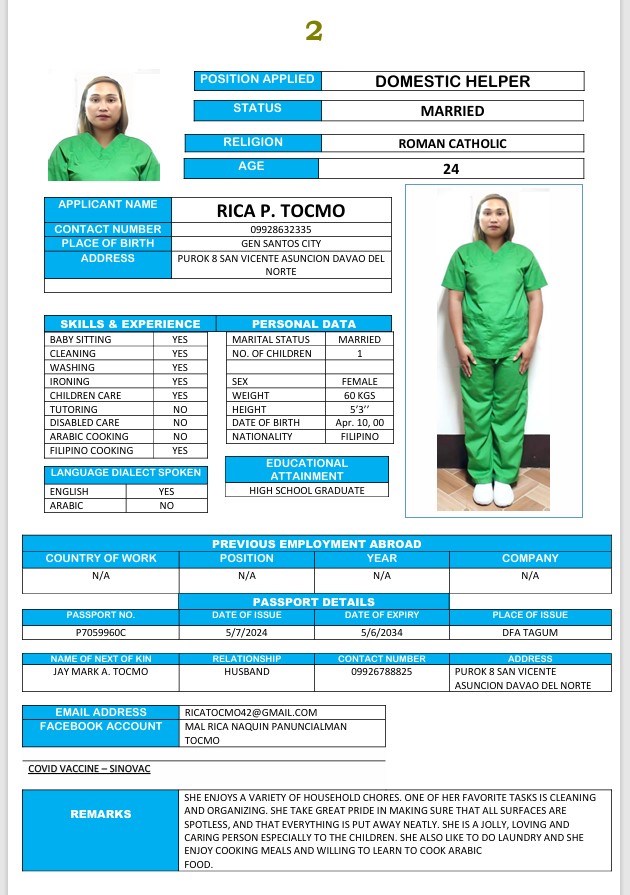 2
POSITION APPLIED DOMESTIC HELPER
STATUS MARRIED
RELIGION ROMAN CATHOLIC
AGE 24
APPLICANT NAME RICA P. TOCMO
CONTACT NUMBER 09928632335
PLACE OF BIRTH GEN SANTOS CITY
ADDRESS PUROK 8 SAN VICENTE ASUNCION DAVAO DEL
NORTE
SKILLS & EXPERIENCE PERSONAL DATA
BABY SITTING YES MARITAL STATUS MARRIED
CLEANING YES NO. OF CHILDREN 1
WASHING YES
IRONING YES SEX FEMALE
CHILDREN CARE YES WEIGHT 60 KGS
TUTORING NO HEIGHT 5’3’’
DISABLED CARE NO DATE OF BIRTH Apr. 10, 00
ARABIC COOKING NO NATIONALITY FILIPINO
FILIPINO COOKING YES
LANGUAGE DIALECT SPOKEN
ENGLISH YES
ARABIC NO
EDUCATIONAL
ATTAINMENT
HIGH SCHOOL GRADUATE
PREVIOUS EMPLOYMENT ABROAD
COUNTRY OF WORK POSITION YEAR COMPANY
N/A N/A N/A N/A
PASSPORT DETAILS
PASSPORT NO. DATE OF ISSUE DATE OF EXPIRY PLACE OF ISSUE
P7059960C 5/7/2024 5/6/2034 DFA TAGUM
NAME OF NEXT OF KIN RELATIONSHIP CONTACT NUMBER ADDRESS
JAY MARK A. TOCMO HUSBAND 09926788825 PUROK 8 SAN VICENTE
ASUNCION DAVAO DEL NORTE
EMAIL ADDRESS RICATOCMO42@GMAIL.COM
FACEBOOK ACCOUNT MAL RICA NAQUIN PANUNCIALMAN
TOCMO
COVID VACCINE – SINOVAC
REMARKS
SHE ENJOYS A VARIETY OF HOUSEHOLD CHORES. ONE OF HER FAVORITE TASKS IS CLEANING
AND ORGANIZING. SHE TAKE GREAT PRIDE IN MAKING SURE THAT ALL SURFACES ARE
SPOTLESS, AND THAT EVERYTHING IS PUT AWAY NEATLY. SHE IS A JOLLY, LOVING AND
CARING PERSON ESPECIALLY TO THE CHILDREN. SHE ALSO LIKE TO DO LAUNDRY AND SHE
ENJOY COOKING MEALS AND WILLING TO LEARN TO COOK ARABIC
FOOD.